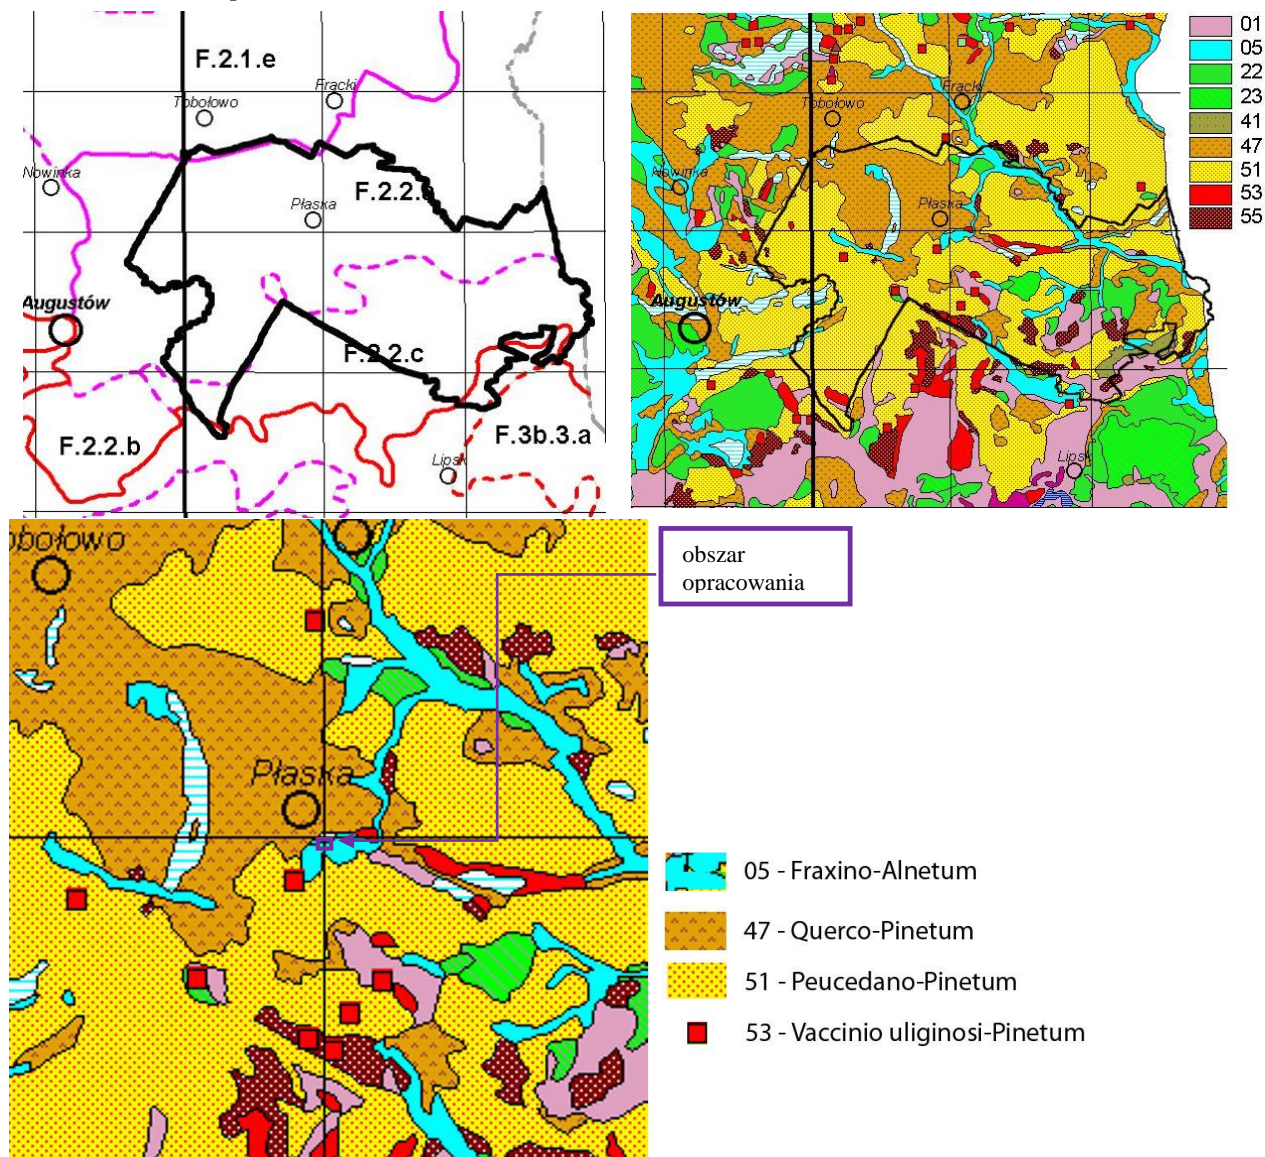 F.2.1.e
Frącki
Tobołowo
Nowinka
F.2.2.
Płaska
Augustów
F.2.2.c
F.2.2.b
F.3b.3.a
Lipsk
Tobołowo
Frącki
Nowinka
Płaska
Augustów
Lipsk
01
05
22
23
41
47
51
53
55
obołowo
Płaska
obszar
opracowania
05 - Fraxino-Alnetum
47 - Querco-Pinetum
51 - Peucedano-Pinetum
53 - Vaccinio uliginosi-Pinetum